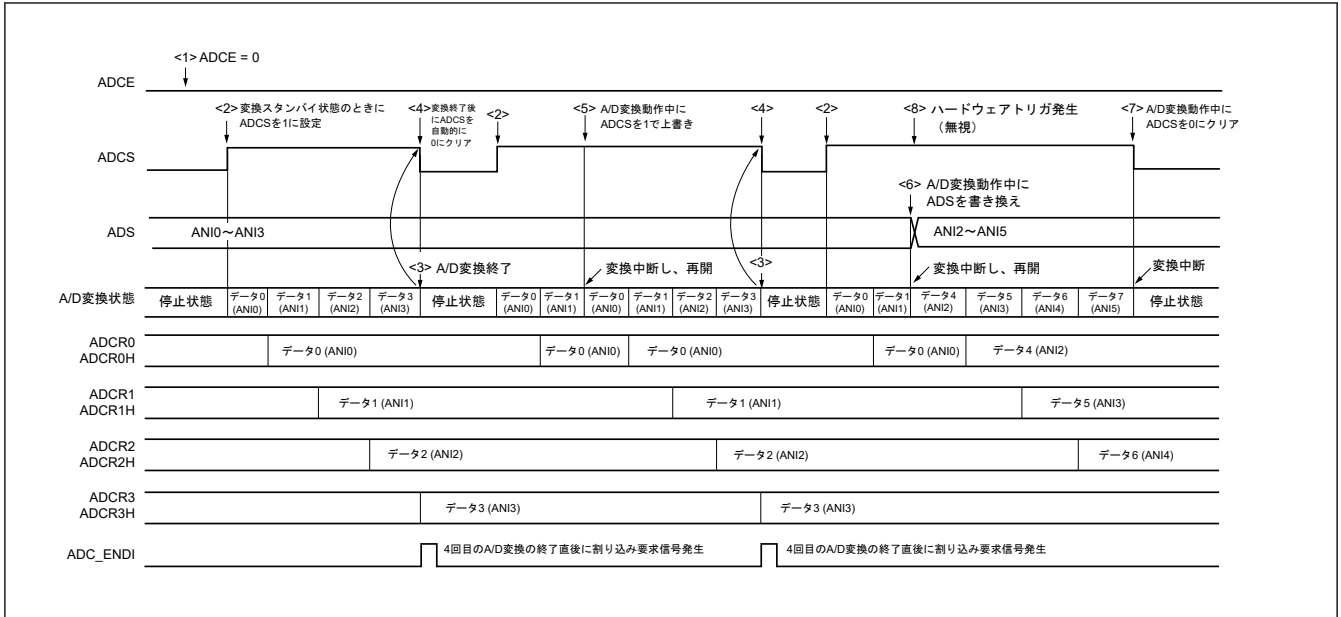 <1> ADCE = 0
ADCE
<2> 変換スタンバイ状態のときに
ADCSを1に設定
<4> 変換終了後
にADCSを
自動的に
0にクリア
<2>
<5> A/D変換動作中に
ADCSを1で上書き
<4>
<2>
<8> ハードウェアトリガ発生
（無視）
<7> A/D変換動作中に
ADCSを0にクリア
ADCS
<6> A/D変換動作中に
ADSを書き換え
ADS
ANI0～ANI3
ANI2～ANI5
<3> A/D変換終了
変換中断し、再開
<3>
変換中断し、再開
変換中断
A/D変換状態
停止状態
データ0
(ANI0)
データ1
(ANI1)
データ2
(ANI2)
データ3
(ANI3)
停止状態
データ0
(ANI0)
データ1
(ANI1)
データ0
(ANI0)
データ1
(ANI1)
データ2
(ANI2)
データ3
(ANI3)
停止状態
データ0
(ANI0)
データ1
(ANI1)
データ4
(ANI2)
データ5
(ANI3)
データ6
(ANI4)
データ7
(ANI5)
停止状態
ADCR0
ADCR0H
データ0 (ANI0)
データ0 (ANI0)
データ0 (ANI0)
データ0 (ANI0)
データ4 (ANI2)
ADCR1
ADCR1H
データ1 (ANI1)
データ1 (ANI1)
データ5 (ANI3)
ADCR2
ADCR2H
データ2 (ANI2)
データ2 (ANI2)
データ6 (ANI4)
ADCR3
ADCR3H
データ3 (ANI3)
データ3 (ANI3)
ADC_ENDI
4回目のA/D変換の終了直後に割り込み要求信号発生
4回目のA/D変換の終了直後に割り込み要求信号発生